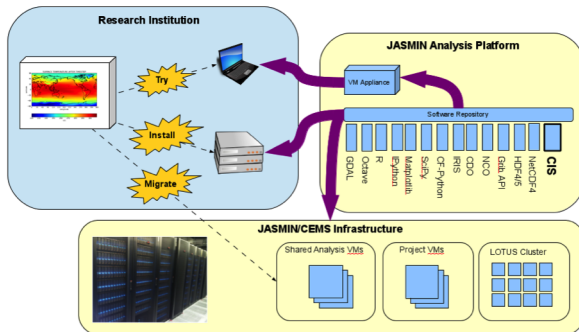 Research Institution
Try
Install
Migrate
JASMIN Analysis Platform
VM Appliance
Software Repository
GDAL
Octave
R
IPython
Matplotlib
SciPy
CF-Python
IRIS
CDO
NCO
Grib API
HDF4/5
NetCDF4
CIS
JASMIN/CEMS Infrastructure
Shared Analysis VMs
Project VMs
LOTUS Cluster